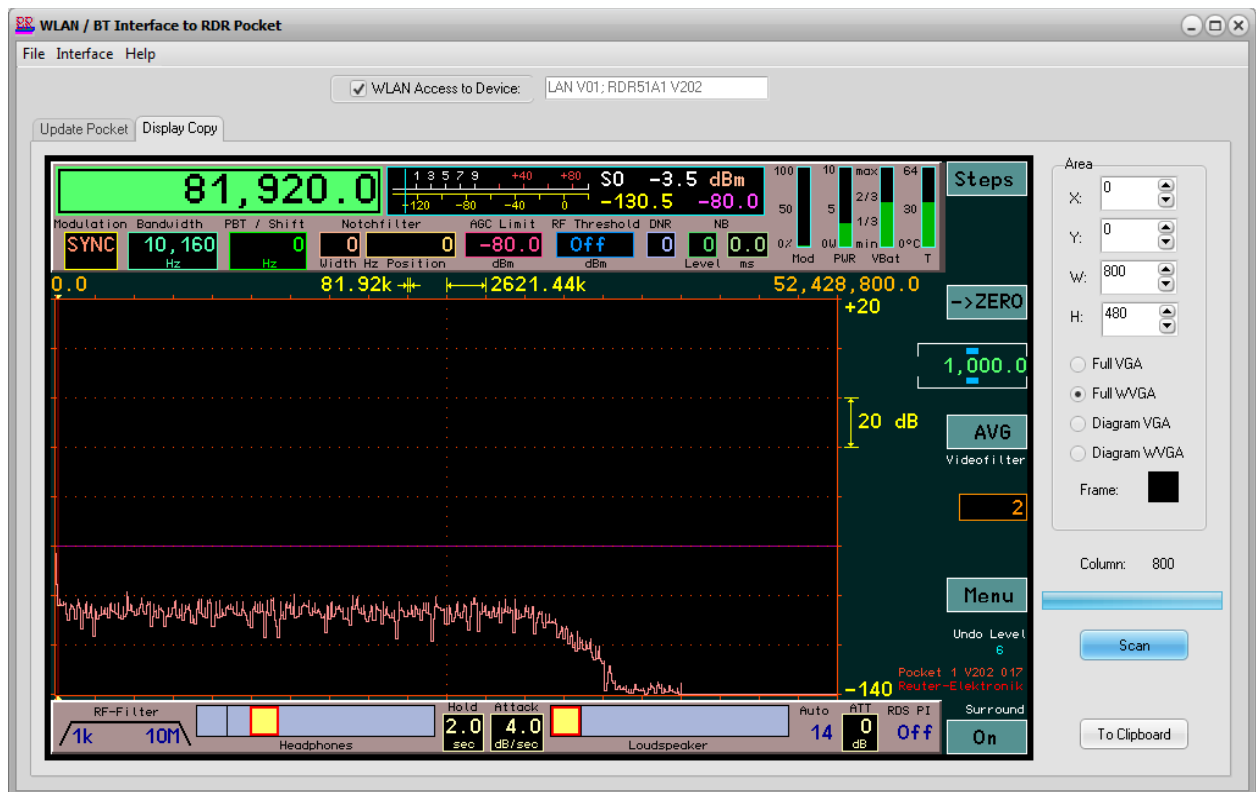 WLAN / BT Interface to RDR Pocket
File Interface Help
WLAN Access to Device: LAN V01; RDR51A1 V202
Update Pocket Display Copy
81,920.0
1 3 5 7 9 +40 +80
-120 -80 -40 0
S0 -3.5 dBm
-130.5 -80.0
100 10 max 64
50 5 2/3 30
1/3
0% 0W min 0°C
Mod PWR VBat T
Modulation Bandwidth PBT / Shift Notchfilter AGC Limit RF Threshold DNR NB
SYNC 10,160 0 0 0 -80.0 Off 0 0 0.0
Hz Hz Width Hz Position dBm dBm Level ms
Steps
0.0 81.92k 2621.44k 52,428,800.0
+20
->ZERO
1,000.0
20 dB
AVG
Videofilter
2
Menu
Undo Level
6
Pocket 1 V202 017
-140 Reuter-Elektronik
RF-Filter
1k 10M
Headphones
Hold Attack
2.0 4.0
sec dB/sec
Loudspeaker
Auto ATT RDS PI Surround
14 0 Off On
dB
Area
X: 0
Y: 0
W: 800
H: 480
Full VGA
Full WVGA
Diagram VGA
Diagram WVGA
Frame:
Column: 800
Scan
To Clipboard